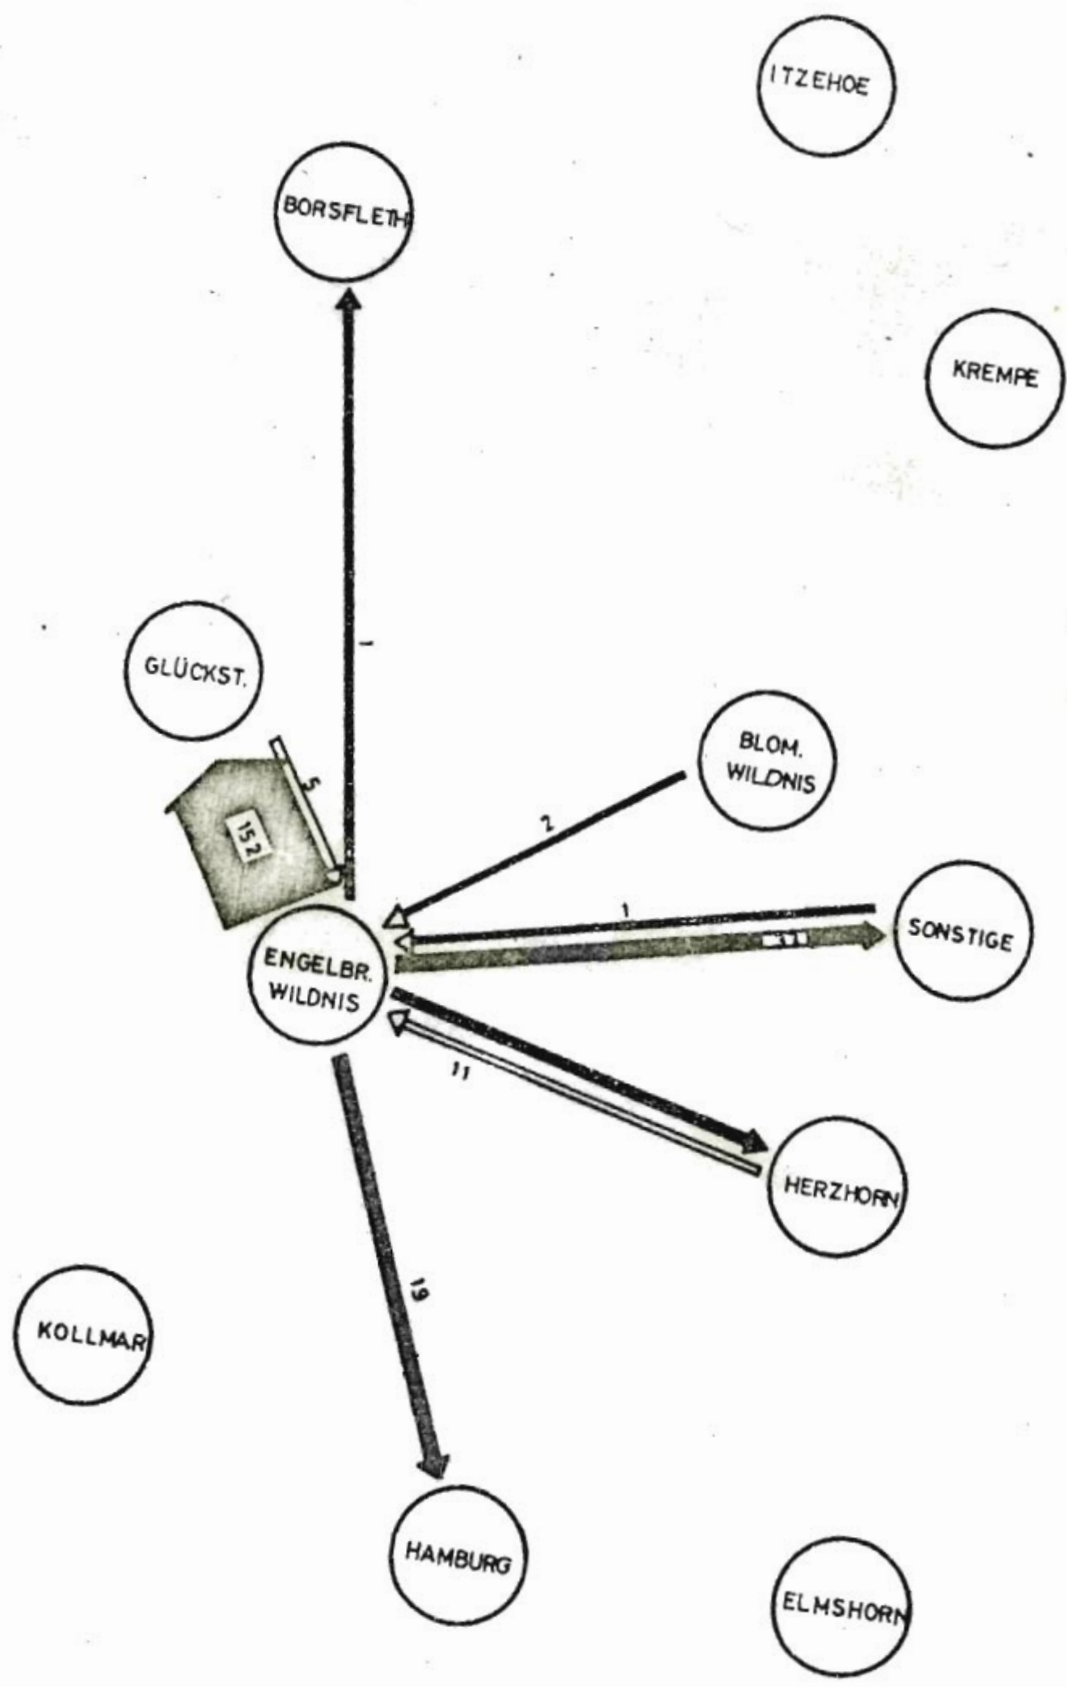 ITZEHOE
BORSFLETH
KREMPE
1
GLÜCKST.
BLOM.
WILDNIS
5
152
2
1
SONSTIGE
ENGELBR.
WILDNIS
11
HERZHORN
19
KOLLMAR
HAMBURG
ELMSHORN